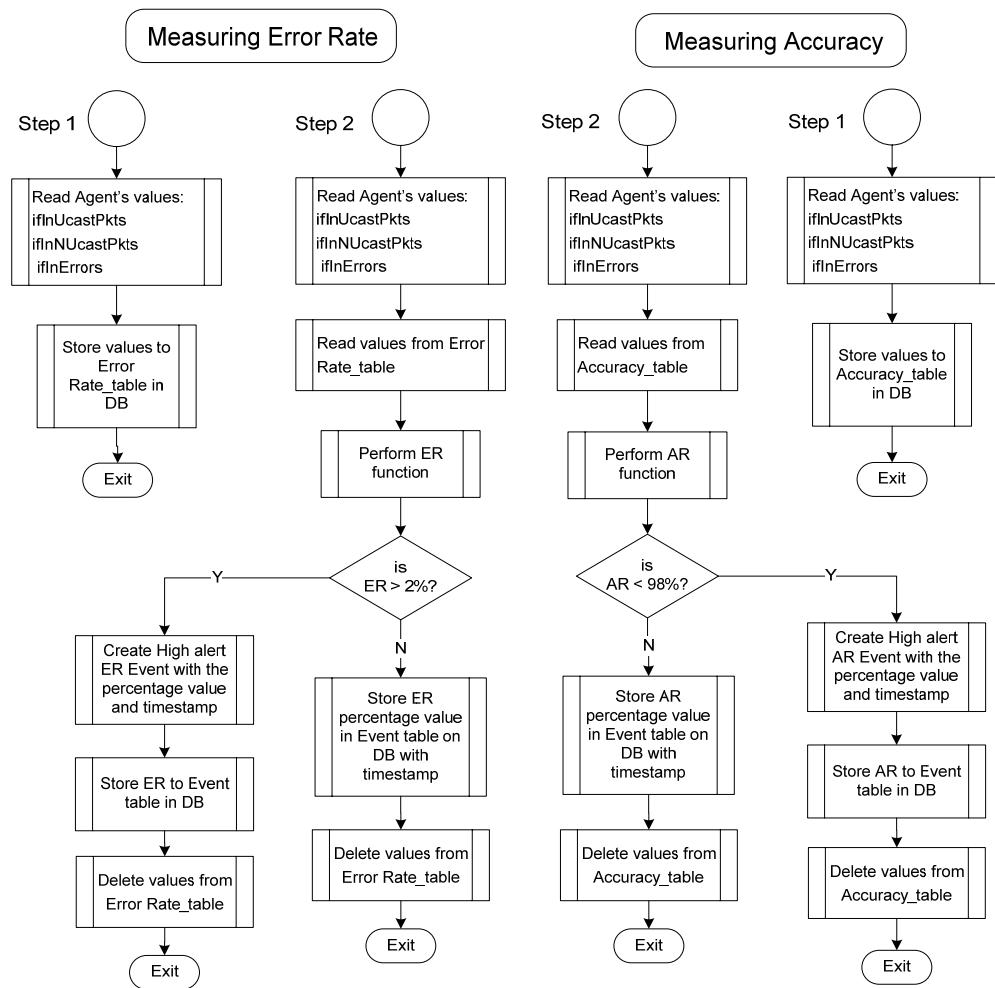 Measuring Error Rate
Measuring Accuracy
Step 1
Read Agent's values:
ifInUcastPkts
ifInNUcastPkts
ifInErrors
Store values to
Error
Rate_table in
DB
Exit
Step 2
Read Agent's values:
ifInUcastPkts
ifInNUcastPkts
ifInErrors
Read values from Error
Rate_table
Perform ER
function
is
ER > 2%?
Y
Create High alert
ER Event with the
percentage value
and timestamp
Store ER to Event
table in DB
Delete values from
Error Rate_table
Exit
N
Store ER
percentage value
in Event table on
DB with
timestamp
Delete values from
Error Rate_table
Exit
Step 2
Read Agent's values:
ifInUcastPkts
ifInNUcastPkts
ifInErrors
Read values from
Accuracy_table
Perform AR
function
is
AR < 98%?
N
Store AR
percentage value
in Event table on
DB with
timestamp
Delete values from
Accuracy_table
Exit
Y
Create High alert
AR Event with the
percentage value
and timestamp
Store AR to Event
table in DB
Delete values from
Accuracy_table
Exit
Step 1
Read Agent's values:
ifInUcastPkts
ifInNUcastPkts
ifInErrors
Store values to
Accuracy_table
in DB
Exit